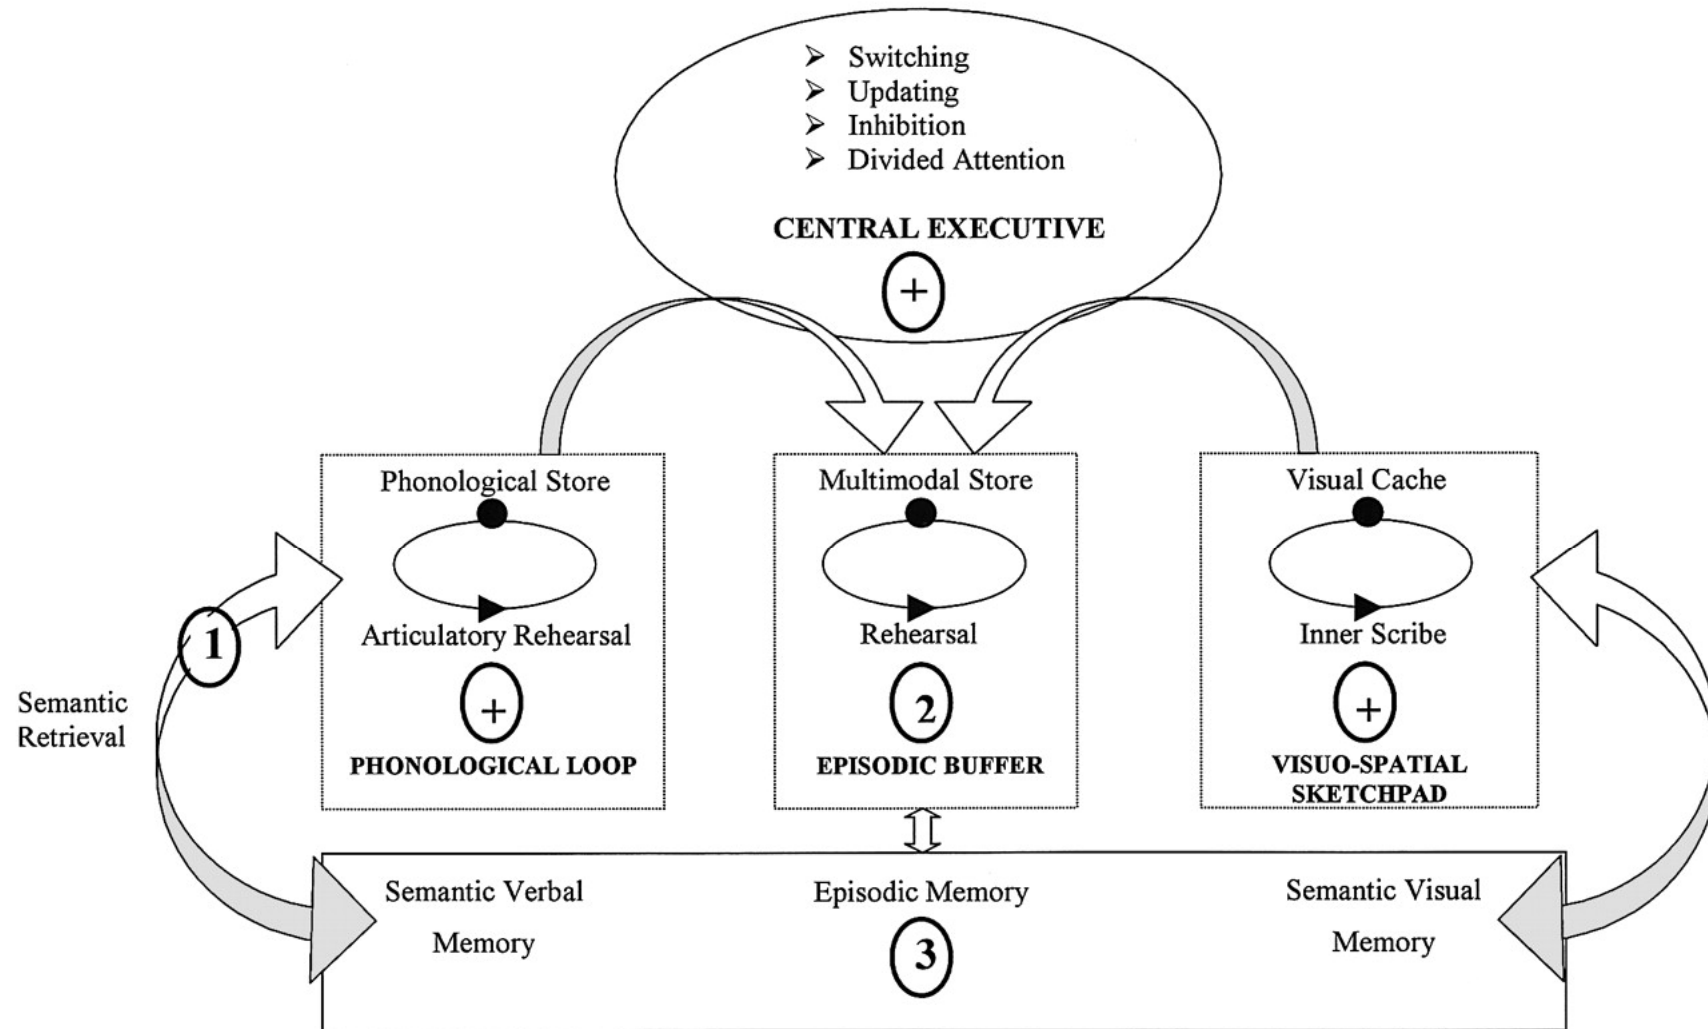 ➢ Switching
➢ Updating
➢ Inhibition
➢ Divided Attention
CENTRAL EXECUTIVE
+
Phonological Store
Articulatory Rehearsal
+
PHONOLOGICAL LOOP
Multimodal Store
Rehearsal
2
EPISODIC BUFFER
Visual Cache
Inner Scribe
+
VISUO-SPATIAL
SKETCHPAD
1
Semantic
Retrieval
Semantic Verbal
Memory
Episodic Memory
3
Semantic Visual
Memory